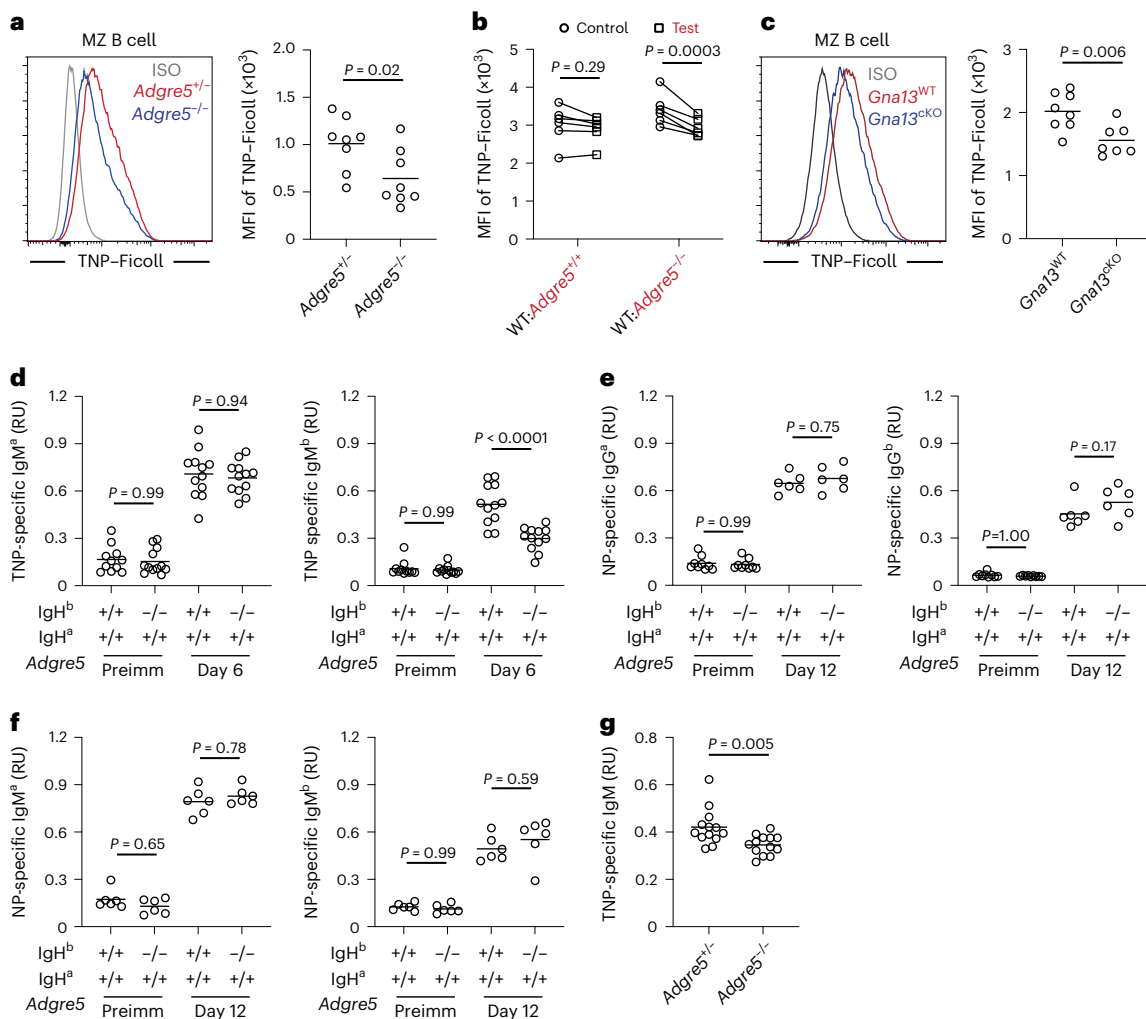 a
MZ B cell
ISO
Adgre5+/−
Adgre5−/−
TNP–Ficoll
MFI of TNP–Ficoll (×10³)
2.0
1.5
1.0
0.5
0
P = 0.02
Adgre5+/−
Adgre5−/−
b
Control Test
MFI of TNP–Ficoll (×10³)
5
4
3
2
1
0
P = 0.29
P = 0.0003
WT:Adgre5+/+
WT:Adgre5−/−
c
MZ B cell
ISO
Gna13WT
Gna13cKO
TNP–Ficoll
MFI of TNP–Ficoll (×10³)
3
2
1
0
P = 0.006
Gna13WT
Gna13cKO
d
TNP-specific IgMa (RU)
1.2
0.9
0.6
0.3
0
P = 0.99
P = 0.94
IgHb +/+ −/− +/+ −/−
IgHa +/+ +/+ +/+ +/+
Adgre5 Preimm Day 6
TNP specific IgMb (RU)
1.2
0.9
0.6
0.3
0
P = 0.99
P < 0.0001
IgHb +/+ −/− +/+ −/−
IgHa +/+ +/+ +/+ +/+
Adgre5 Preimm Day 6
e
NP-specific IgGa (RU)
1.2
0.9
0.6
0.3
0
P = 0.99
P = 0.75
IgHb +/+ −/− +/+ −/−
IgHa +/+ +/+ +/+ +/+
Adgre5 Preimm Day 12
NP-specific IgGb (RU)
1.2
0.9
0.6
0.3
0
P=1.00
P = 0.17
IgHb +/+ −/− +/+ −/−
IgHa +/+ +/+ +/+ +/+
Adgre5 Preimm Day 12
f
NP-specific IgMa (RU)
1.2
0.9
0.6
0.3
0
P = 0.65
P = 0.78
IgHb +/+ −/− +/+ −/−
IgHa +/+ +/+ +/+ +/+
Adgre5 Preimm Day 12
NP-specific IgMb (RU)
1.2
0.9
0.6
0.3
0
P = 0.99
P = 0.59
IgHb +/+ −/− +/+ −/−
IgHa +/+ +/+ +/+ +/+
Adgre5 Preimm Day 12
g
TNP-specific IgM (RU)
0.8
0.6
0.4
0.2
0
P = 0.005
Adgre5+/−
Adgre5−/−